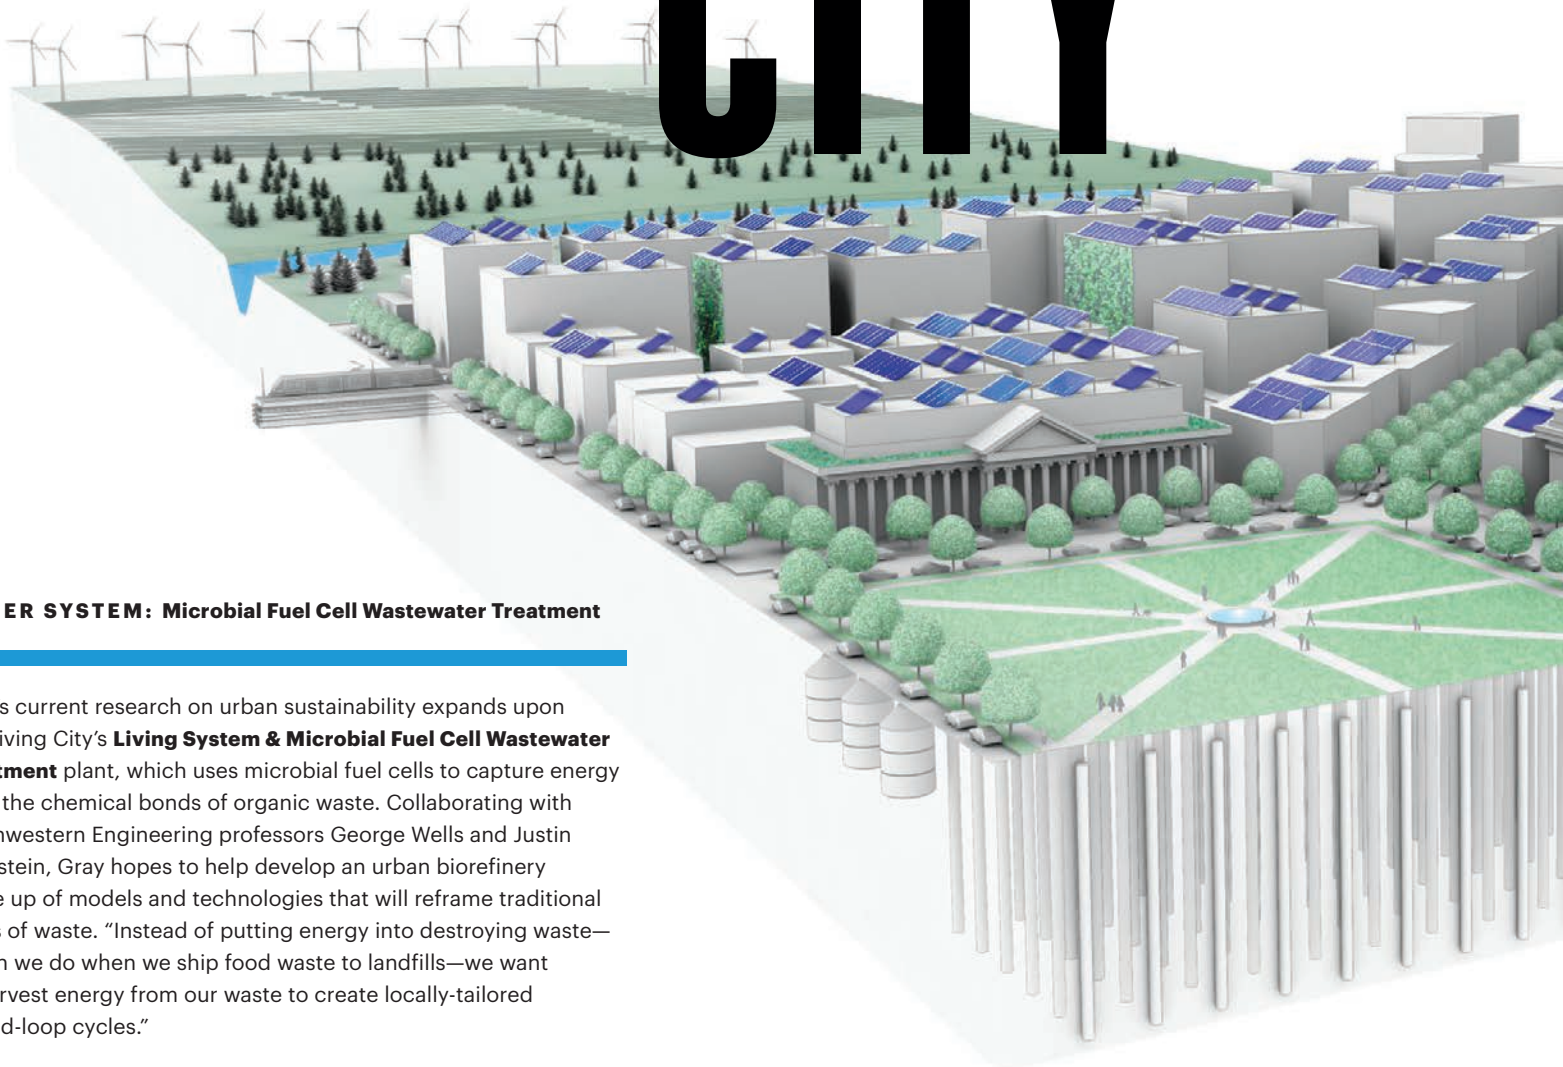 CITY
ER SYSTEM: Microbial Fuel Cell Wastewater Treatment
s current research on urban sustainability expands upon
iving City’s Living System & Microbial Fuel Cell Wastewater
tment plant, which uses microbial fuel cells to capture energy
the chemical bonds of organic waste. Collaborating with
nwestern Engineering professors George Wells and Justin
stein, Gray hopes to help develop an urban biorefinery
e up of models and technologies that will reframe traditional
s of waste. “Instead of putting energy into destroying waste—
h we do when we ship food waste to landfills—we want
rvest energy from our waste to create locally-tailored
d-loop cycles.”